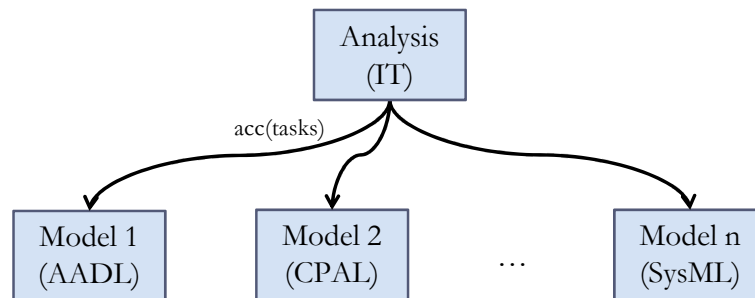 Analysis
(IT)
acc(tasks)
Model 1
(AADL)
Model 2
(CPAL)
…
Model n
(SysML)